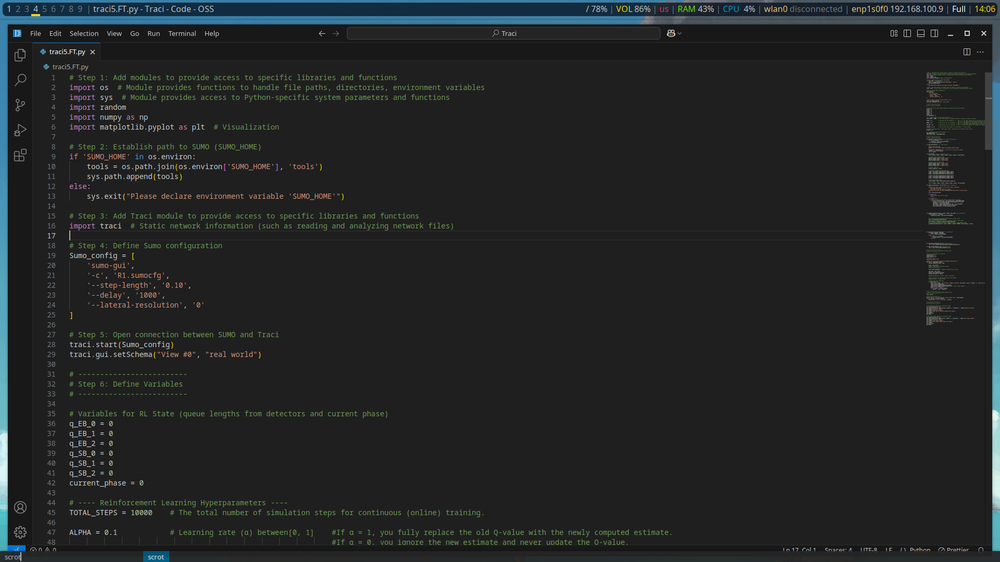 1 2 3 4 5 6 7 8 9 | traci5.FT.py - Traci - Code - OSS / 78% | VOL 86% | us | RAM 43% | CPU 4% | wlan0 disconnected | enp1s0f0 192.168.100.9 | Full | 14:06
File Edit Selection View Go Run Terminal Help Traci
traci5.FT.py
traci5.FT.py
1 # Step 1: Add modules to provide access to specific libraries and functions
2 import os  # Module provides functions to handle file paths, directories, environment variables
3 import sys  # Module provides access to Python-specific system parameters and functions
4 import random
5 import numpy as np
6 import matplotlib.pyplot as plt  # Visualization
7
8 # Step 2: Establish path to SUMO (SUMO_HOME)
9 if 'SUMO_HOME' in os.environ:
10     tools = os.path.join(os.environ['SUMO_HOME'], 'tools')
11     sys.path.append(tools)
12 else:
13     sys.exit("Please declare environment variable 'SUMO_HOME'")
14
15 # Step 3: Add Traci module to provide access to specific libraries and functions
16 import traci  # Static network information (such as reading and analyzing network files)
17
18 # Step 4: Define Sumo configuration
19 Sumo_config = [
20     'sumo-gui',
21     '-c', 'R1.sumocfg',
22     '--step-length', '0.10',
23     '--delay', '1000',
24     '--lateral-resolution', '0'
25 ]
26
27 # Step 5: Open connection between SUMO and Traci
28 traci.start(Sumo_config)
29 traci.gui.setSchema("View #0", "real world")
30
31 # -------------------------
32 # Step 6: Define Variables
33 # -------------------------
34
35 # Variables for RL State (queue lengths from detectors and current phase)
36 q_EB_0 = 0
37 q_EB_1 = 0
38 q_EB_2 = 0
39 q_SB_0 = 0
40 q_SB_1 = 0
41 q_SB_2 = 0
42 current_phase = 0
43
44 # ---- Reinforcement Learning Hyperparameters ----
45 TOTAL_STEPS = 10000    # The total number of simulation steps for continuous (online) training.
46
47 ALPHA = 0.1            # Learning rate (α) between[0, 1]    #If α = 1, you fully replace the old Q-value with the newly computed estimate.
48 #If α = 0, you ignore the new estimate and never update the Q-value.
0 0 Ln 17, Col 1 Spaces: 4 UTF-8 LF {} Python Prettier
scrot scrot